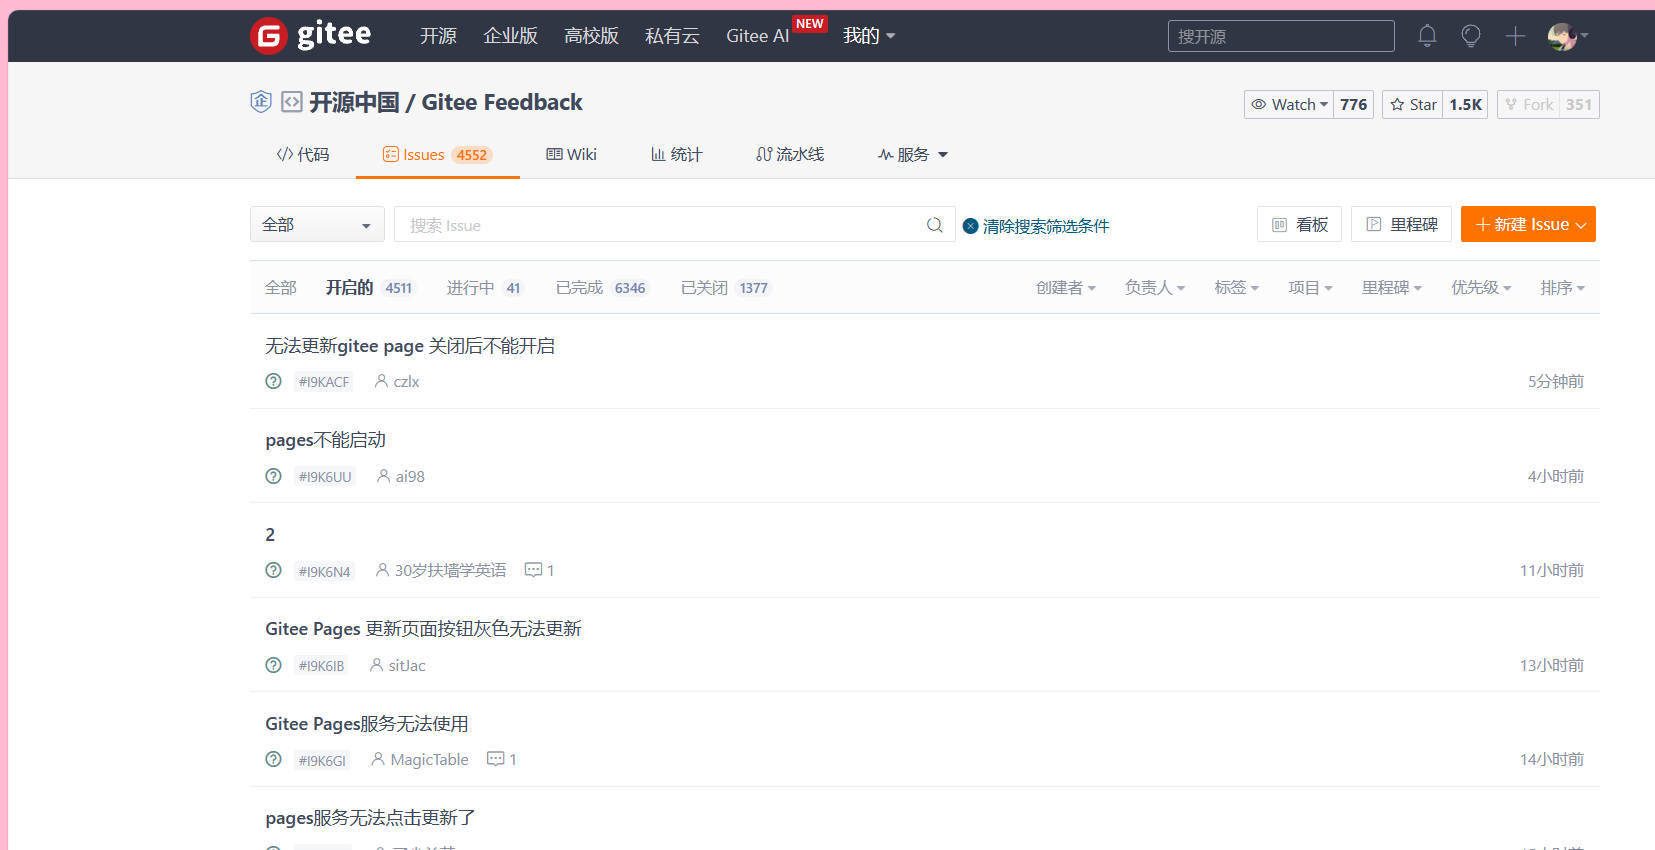 gitee 开源 企业版 高校版 私有云 Gitee AI NEW 我的 搜开源
企 开源中国 / Gitee Feedback Watch 776 Star 1.5K Fork 351
代码 Issues 4552 Wiki 统计 流水线 服务
全部 搜索 Issue 清除搜索筛选条件 看板 里程碑 新建 Issue
全部 开启的 4511 进行中 41 已完成 6346 已关闭 1377 创建者 负责人 标签 项目 里程碑 优先级 排序
无法更新gitee page 关闭后不能开启
#I9KACF czlx 5分钟前
pages不能启动
#I9K6UU ai98 4小时前
2
#I9K6N4 30岁扶墙学英语 1 11小时前
Gitee Pages 更新页面按钮灰色无法更新
#I9K6IB sitJac 13小时前
Gitee Pages服务无法使用
#I9K6GI MagicTable 1 14小时前
pages服务无法点击更新了